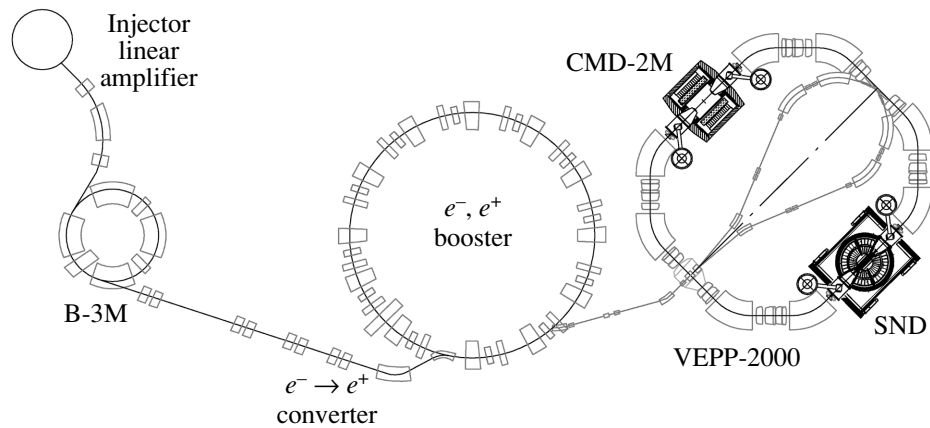 Injector
linear
amplifier
CMD-2M
e⁻, e⁺
booster
B-3M
SND
VEPP-2000
e⁻ → e⁺
converter